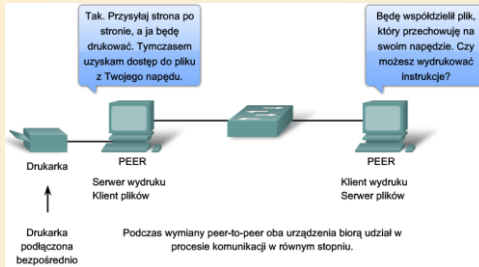 Tak. Przysyłaj strona po
stronie, a ja będę
drukować. Tymczasem
uzyskam dostęp do pliku
z Twojego napędu.
Będę współdzielił plik,
który przechowuję na
swoim napędzie. Czy
możesz wydrukować
instrukcje?
Drukarka
PEER
PEER
Serwer wydruku
Klient plików
Klient wydruku
Serwer plików
Drukarka
podłączona
bezpośrednio
Podczas wymiany peer-to-peer oba urządzenia biorą udział w
procesie komunikacji w równym stopniu.